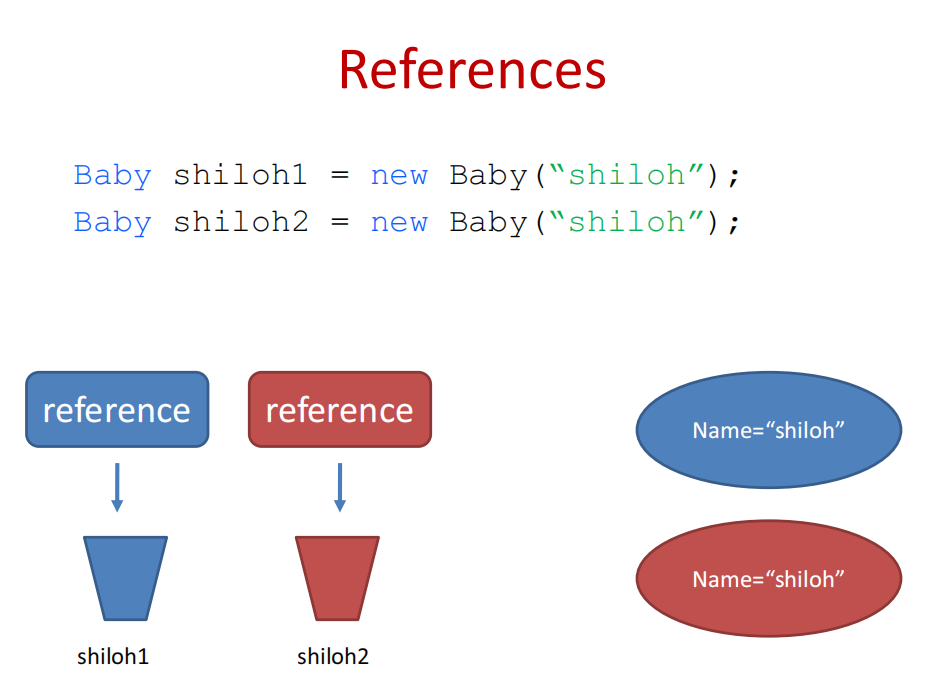 References
Baby shiloh1 = new Baby(“shiloh”);
Baby shiloh2 = new Baby(“shiloh”);
reference
reference
Name=“shiloh”
Name=“shiloh”
shiloh1
shiloh2